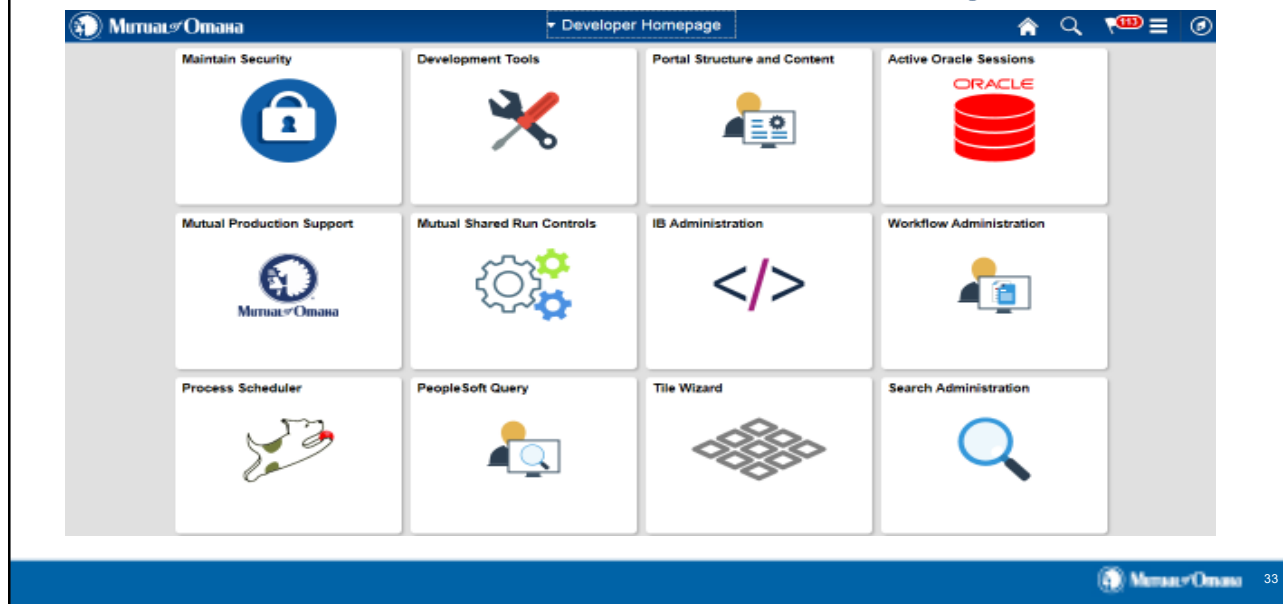 Mutual of Omaha
Developer Homepage
113
Maintain Security
Development Tools
Portal Structure and Content
Active Oracle Sessions
ORACLE
Mutual Production Support
Mutual Shared Run Controls
IB Administration
Workflow Administration
</>
Mutual of Omaha
Process Scheduler
PeopleSoft Query
Tile Wizard
Search Administration
Mutual of Omaha
33